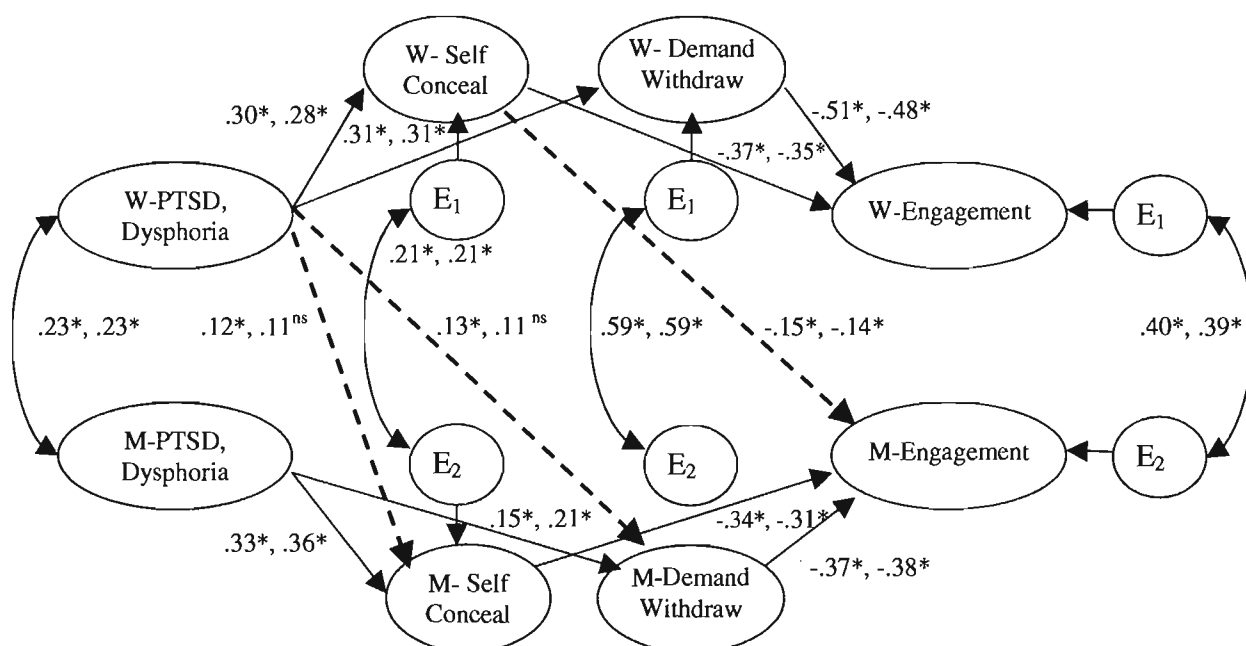 W- Self
Conceal
W- Demand
Withdraw
.30*, .28*
.31*, .31*
-.51*, -.48*
-.37*, -.35*
W-PTSD,
Dysphoria
E1
E1
W-Engagement
E1
.21*, .21*
.23*, .23*
.12*, .11ns
.13*, .11ns
.59*, .59*
-.15*, -.14*
.40*, .39*
M-PTSD,
Dysphoria
E2
E2
M-Engagement
E2
.33*, .36*
.15*, .21*
-.34*, -.31*
-.37*, -.38*
M- Self
Conceal
M-Demand
Withdraw